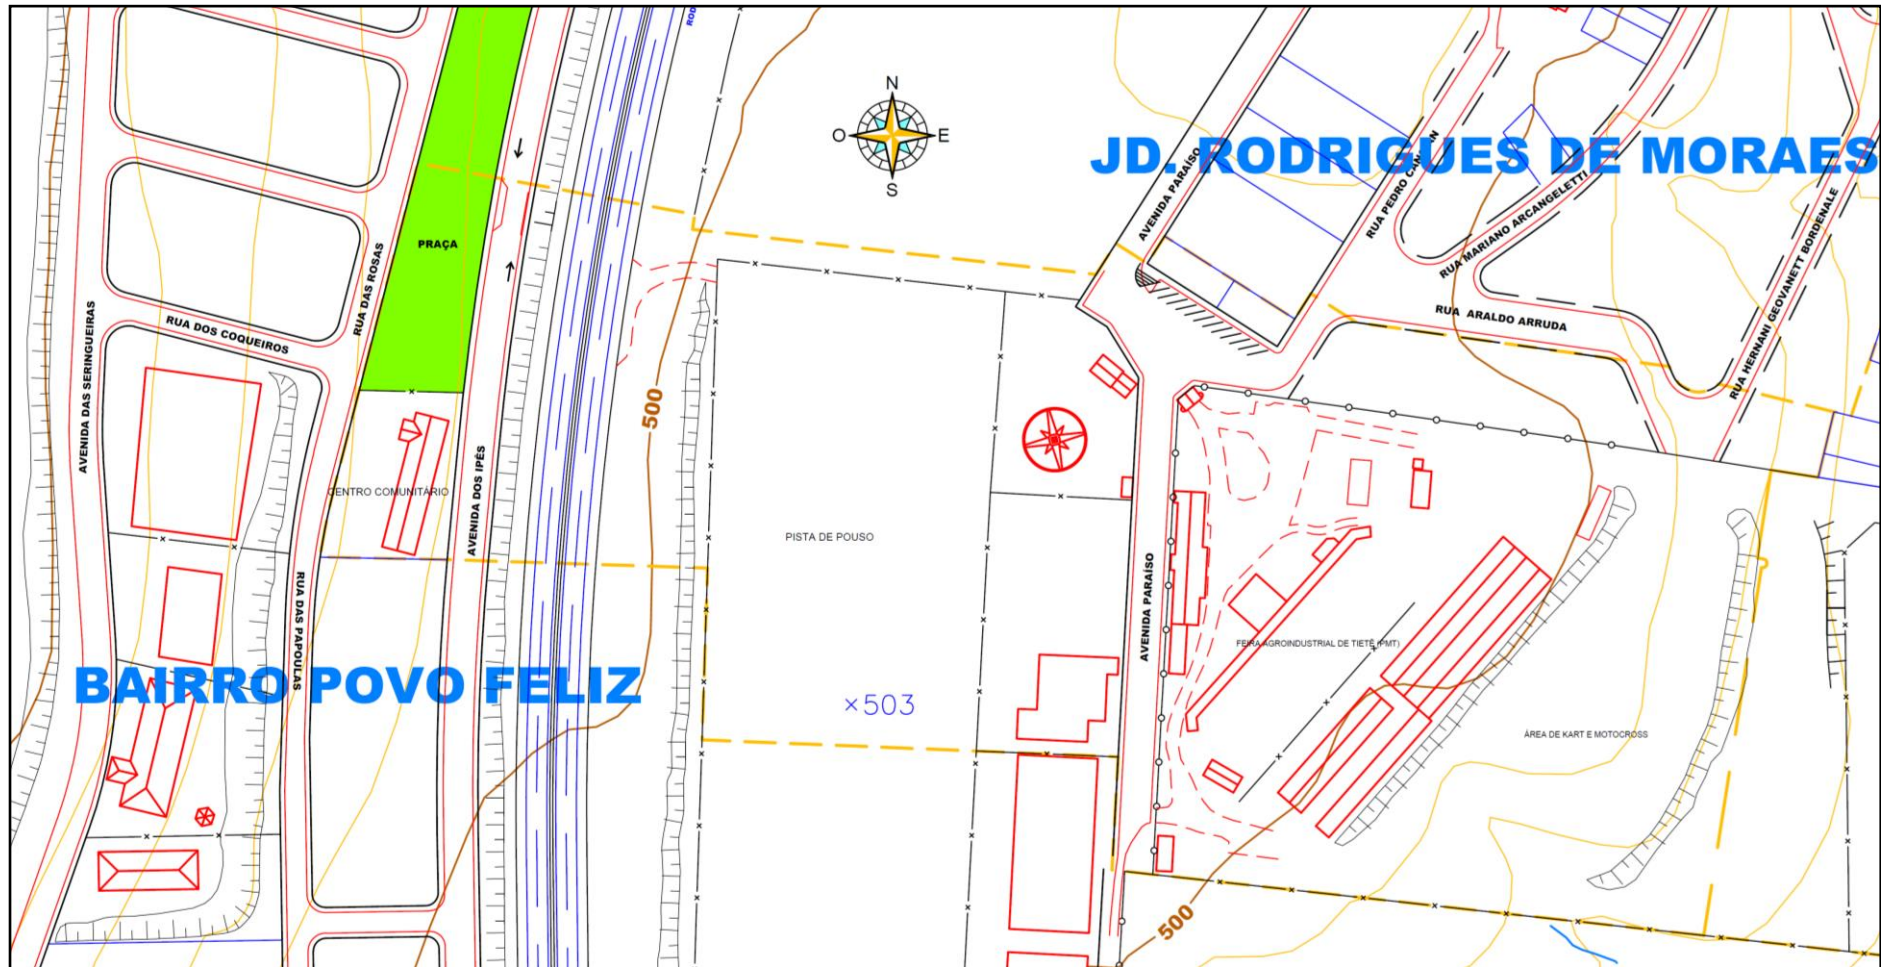 ROD
N
O
E
S
JD. RODRIGUES DE MORAES
AVENIDA PARAÍSO
RUA MARIANO ARCANGELETTI
RUA HERNANI GEOVANETT BORDENALE
PRAÇA
RUA DAS ROSAS
RUA DOS COQUEIROS
RUA ARALDO ARRUDA
AVENIDA DAS SERINGUEIRAS
500
CENTRO COMUNITÁRIO
AVENIDA DOS IPÊS
PISTA DE POUSO
RUA DAS PAPOULAS
AVENIDA PARAÍSO
FEIRA AGROINDUSTRIAL DE TIETÊ (PMT)
BAIRRO POVO FELIZ
×503
ÁREA DE KART E MOTOCROSS
500